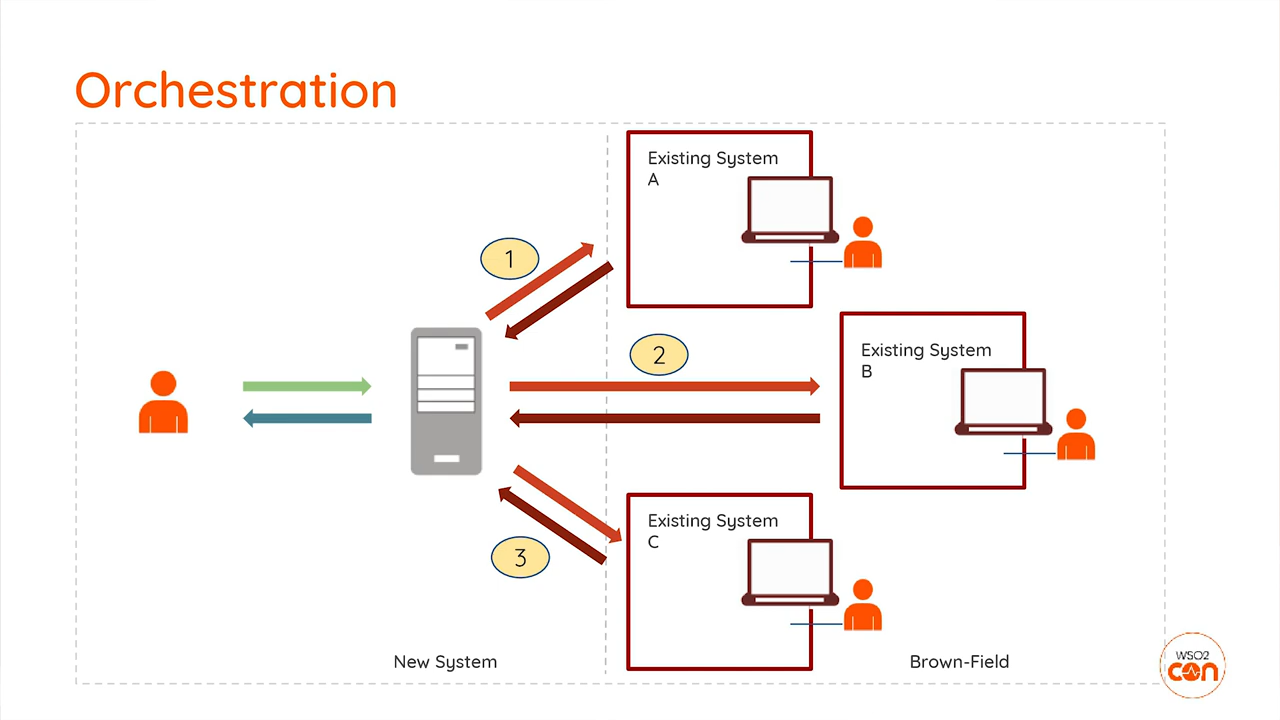 Orchestration
Existing System
A
1
2
Existing System
B
Existing System
C
3
New System
Brown-Field
WSO2
con